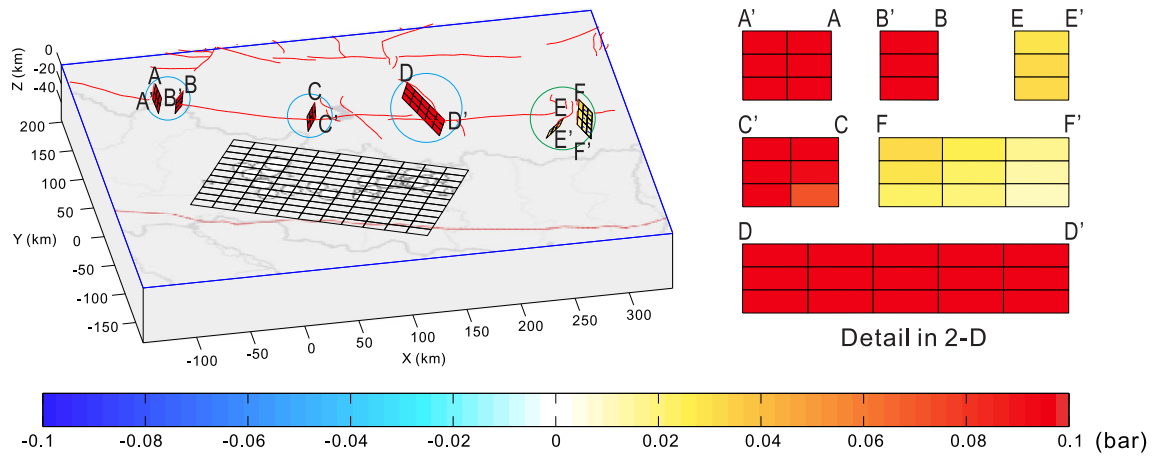 A' A B' B E E'
Z (km)
0
-20
-40
200
150
100
50
Y (km) 0
-50
-100
-150
A
A'
B'
B
C
C'
D
D'
E
E'
F
F'
C' C F F'
D D'
Detail in 2-D
-100 -50 0 50 100 150 200 250 300
X (km)
-0.1 -0.08 -0.06 -0.04 -0.02 0 0.02 0.04 0.06 0.08 0.1 (bar)